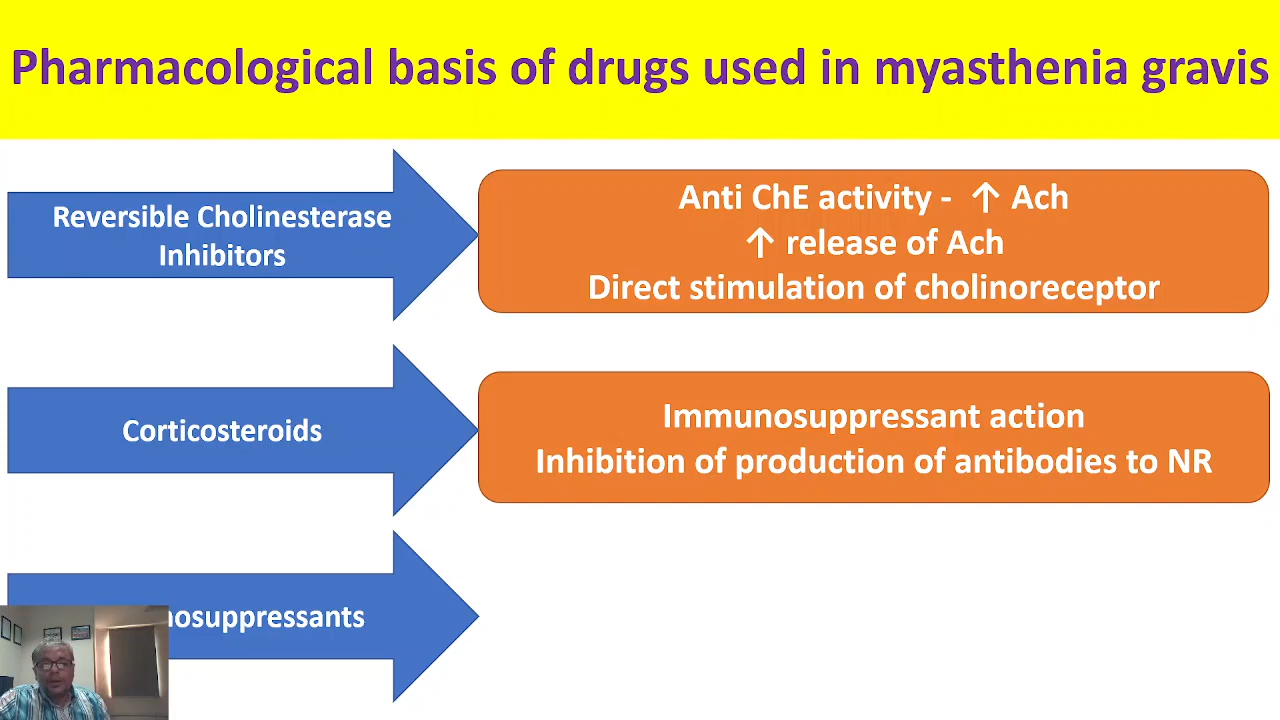 Pharmacological basis of drugs used in myasthenia gravis
Reversible Cholinesterase
Inhibitors
Anti ChE activity - ↑ Ach
↑ release of Ach
Direct stimulation of cholinoreceptor
Corticosteroids
Immunosuppressant action
Inhibition of production of antibodies to NR
nosuppressants